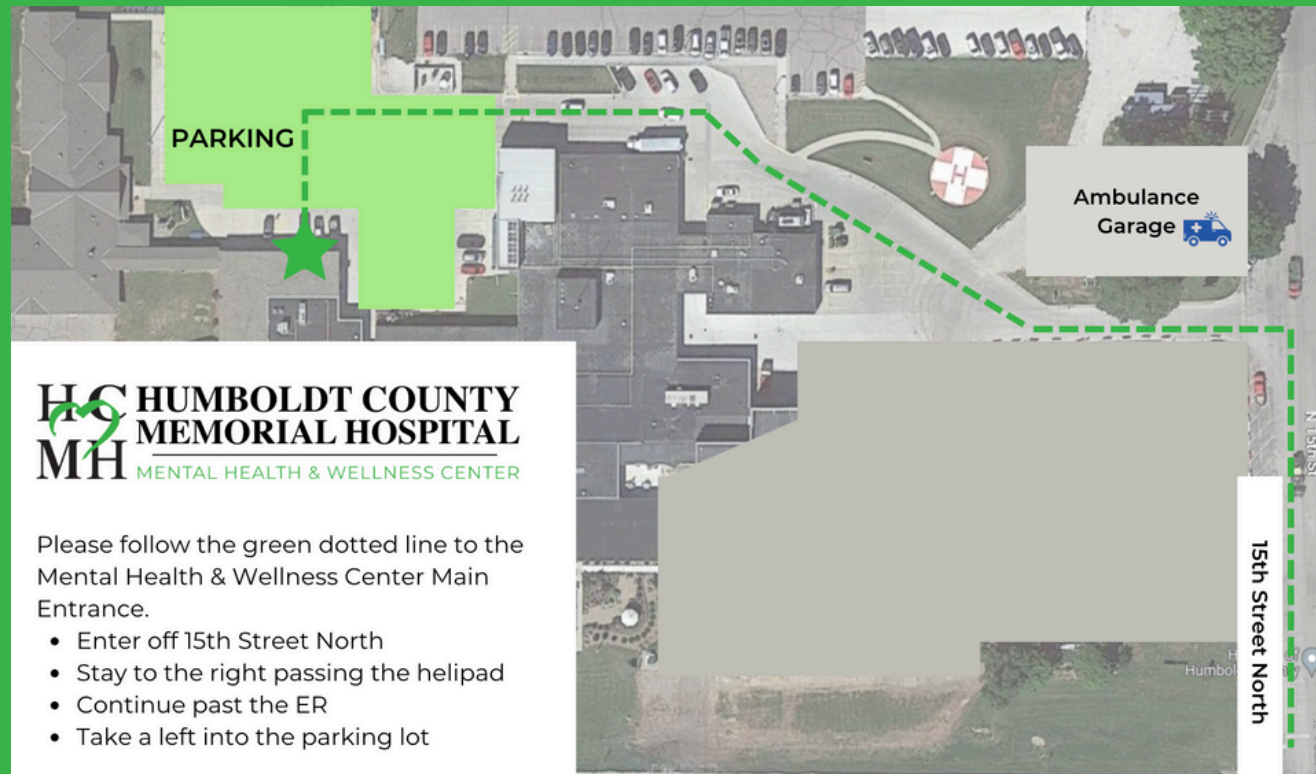 PARKING
H
Ambulance
Garage
HC
MH
HUMBOLDT COUNTY
MEMORIAL HOSPITAL
MENTAL HEALTH & WELLNESS CENTER
N 15th St
Please follow the green dotted line to the
Mental Health & Wellness Center Main
Entrance.
• Enter off 15th Street North
• Stay to the right passing the helipad
• Continue past the ER
• Take a left into the parking lot
15th Street North